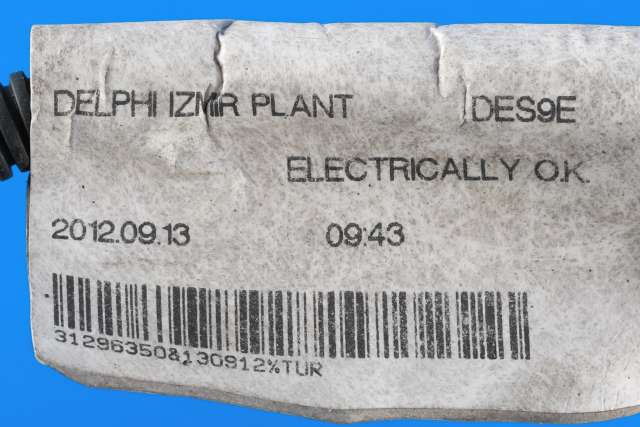 DELPHI IZMIR PLANT DES9E
ELECTRICALLY O.K.
2012.09.13 09:43
31296350&130912%TUR